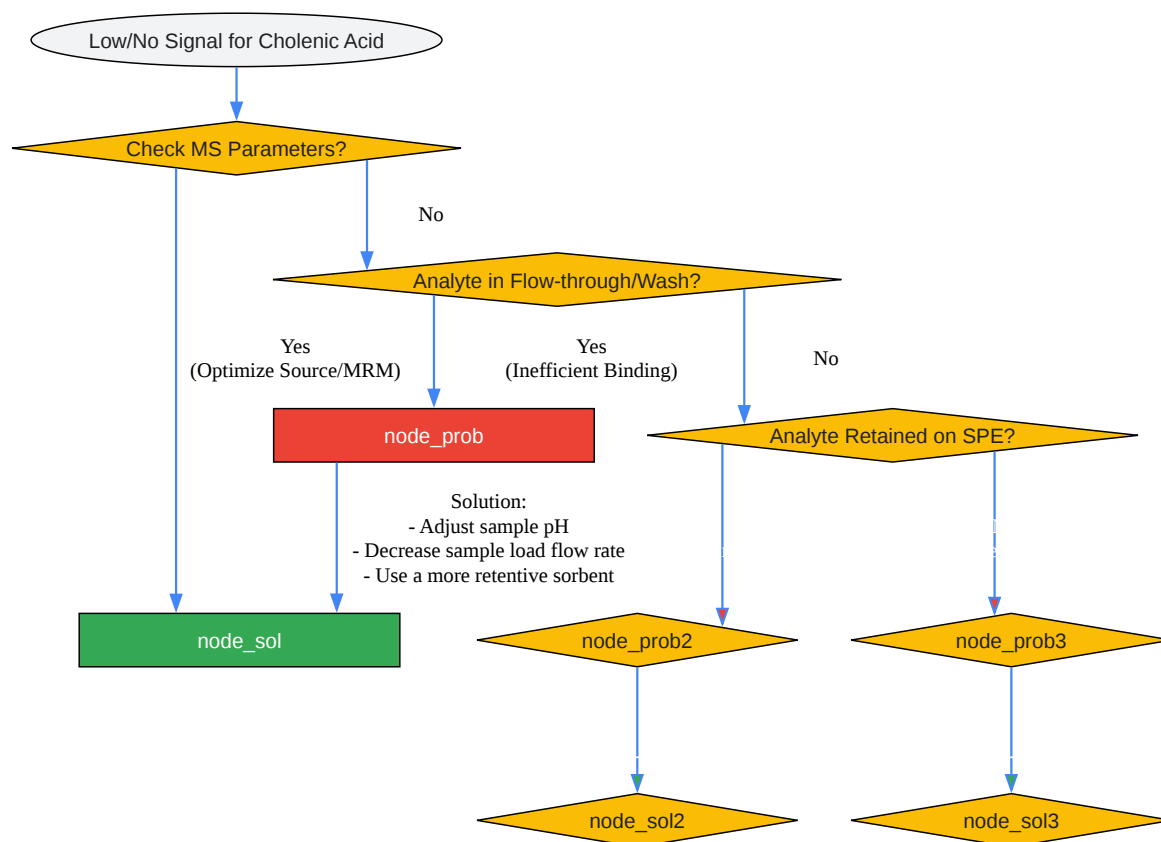 Low/No Signal for Cholenic Acid
Check MS Parameters?
No
Analyte in Flow-through/Wash?
Yes
(Optimize Source/MRM)
Yes
(Inefficient Binding)
No
node_prob
Analyte Retained on SPE?
Solution:
- Adjust sample pH
- Decrease sample load flow rate
- Use a more retentive sorbent
node_sol
node_prob2
node_prob3
node_sol2
node_sol3